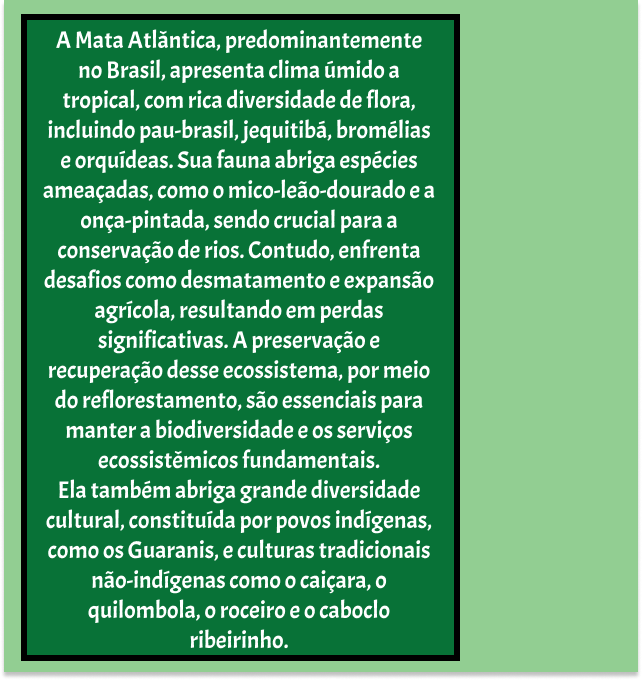 A Mata Atlăntica, predominantemente
no Brasil, apresenta clima úmido a
tropical, com rica diversidade de flora,
incluindo pau-brasil, jequitibá, bromélias
e orquídeas. Sua fauna abriga espécies
ameaçadas, como o mico-leão-dourado e a
onça-pintada, sendo crucial para a
conservação de rios. Contudo, enfrenta
desafios como desmatamento e expansão
agrícola, resultando em perdas
significativas. A preservação e
recuperação desse ecossistema, por meio
do reflorestamento, são essenciais para
manter a biodiversidade e os serviços
ecossistĕmicos fundamentais.
Ela também abriga grande diversidade
cultural, constituída por povos indígenas,
como os Guaranis, e culturas tradicionais
não-indígenas como o caiçara, o
quilombola, o roceiro e o caboclo
ribeirinho.